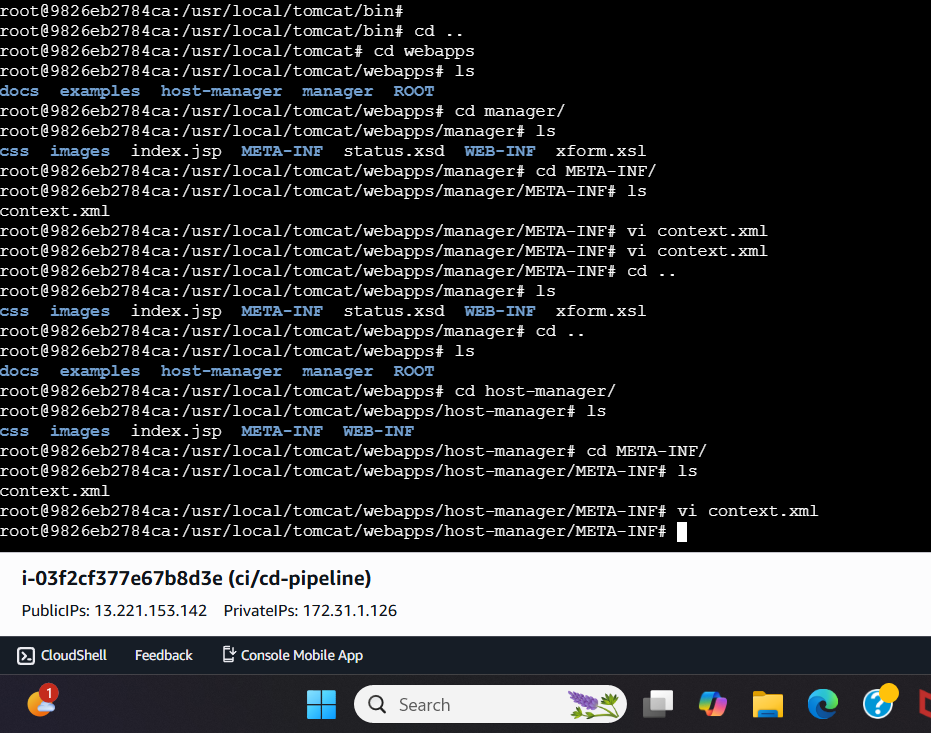 root@9826eb2784ca:/usr/local/tomcat/bin#
root@9826eb2784ca:/usr/local/tomcat/bin# cd ..
root@9826eb2784ca:/usr/local/tomcat# cd webapps
root@9826eb2784ca:/usr/local/tomcat/webapps# ls
docs  examples  host-manager  manager  ROOT
root@9826eb2784ca:/usr/local/tomcat/webapps# cd manager/
root@9826eb2784ca:/usr/local/tomcat/webapps/manager# ls
css  images  index.jsp  META-INF  status.xsd  WEB-INF  xform.xsl
root@9826eb2784ca:/usr/local/tomcat/webapps/manager# cd META-INF/
root@9826eb2784ca:/usr/local/tomcat/webapps/manager/META-INF# ls
context.xml
root@9826eb2784ca:/usr/local/tomcat/webapps/manager/META-INF# vi context.xml
root@9826eb2784ca:/usr/local/tomcat/webapps/manager/META-INF# vi context.xml
root@9826eb2784ca:/usr/local/tomcat/webapps/manager/META-INF# cd ..
root@9826eb2784ca:/usr/local/tomcat/webapps/manager# ls
css  images  index.jsp  META-INF  status.xsd  WEB-INF  xform.xsl
root@9826eb2784ca:/usr/local/tomcat/webapps/manager# cd ..
root@9826eb2784ca:/usr/local/tomcat/webapps# ls
docs  examples  host-manager  manager  ROOT
root@9826eb2784ca:/usr/local/tomcat/webapps# cd host-manager/
root@9826eb2784ca:/usr/local/tomcat/webapps/host-manager# ls
css  images  index.jsp  META-INF  WEB-INF
root@9826eb2784ca:/usr/local/tomcat/webapps/host-manager# cd META-INF/
root@9826eb2784ca:/usr/local/tomcat/webapps/host-manager/META-INF# ls
context.xml
root@9826eb2784ca:/usr/local/tomcat/webapps/host-manager/META-INF# vi context.xml
root@9826eb2784ca:/usr/local/tomcat/webapps/host-manager/META-INF#
i-03f2cf377e67b8d3e (ci/cd-pipeline)
PublicIPs: 13.221.153.142  PrivateIPs: 172.31.1.126
CloudShell  Feedback  Console Mobile App
1  Search